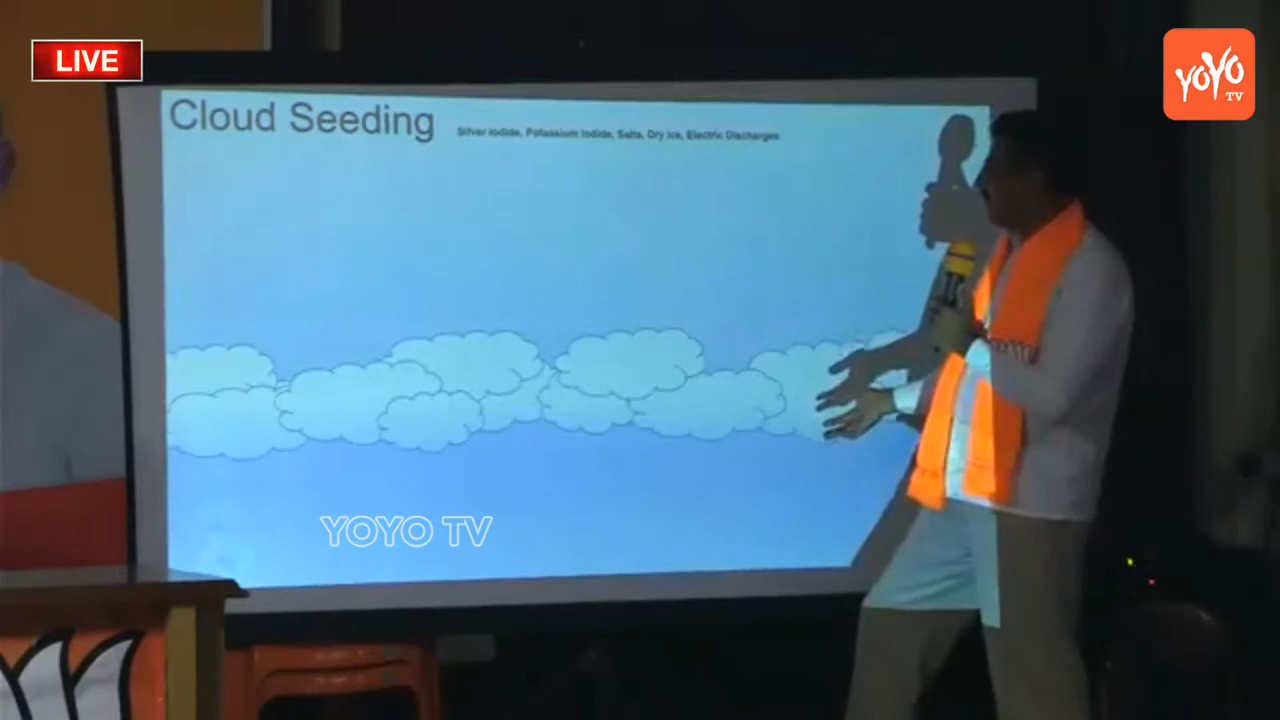 LIVE
YOYO
TV
Cloud Seeding
Silver Iodide, Potassium Iodide, Salts, Dry Ice, Electric Discharges
YOYO TV